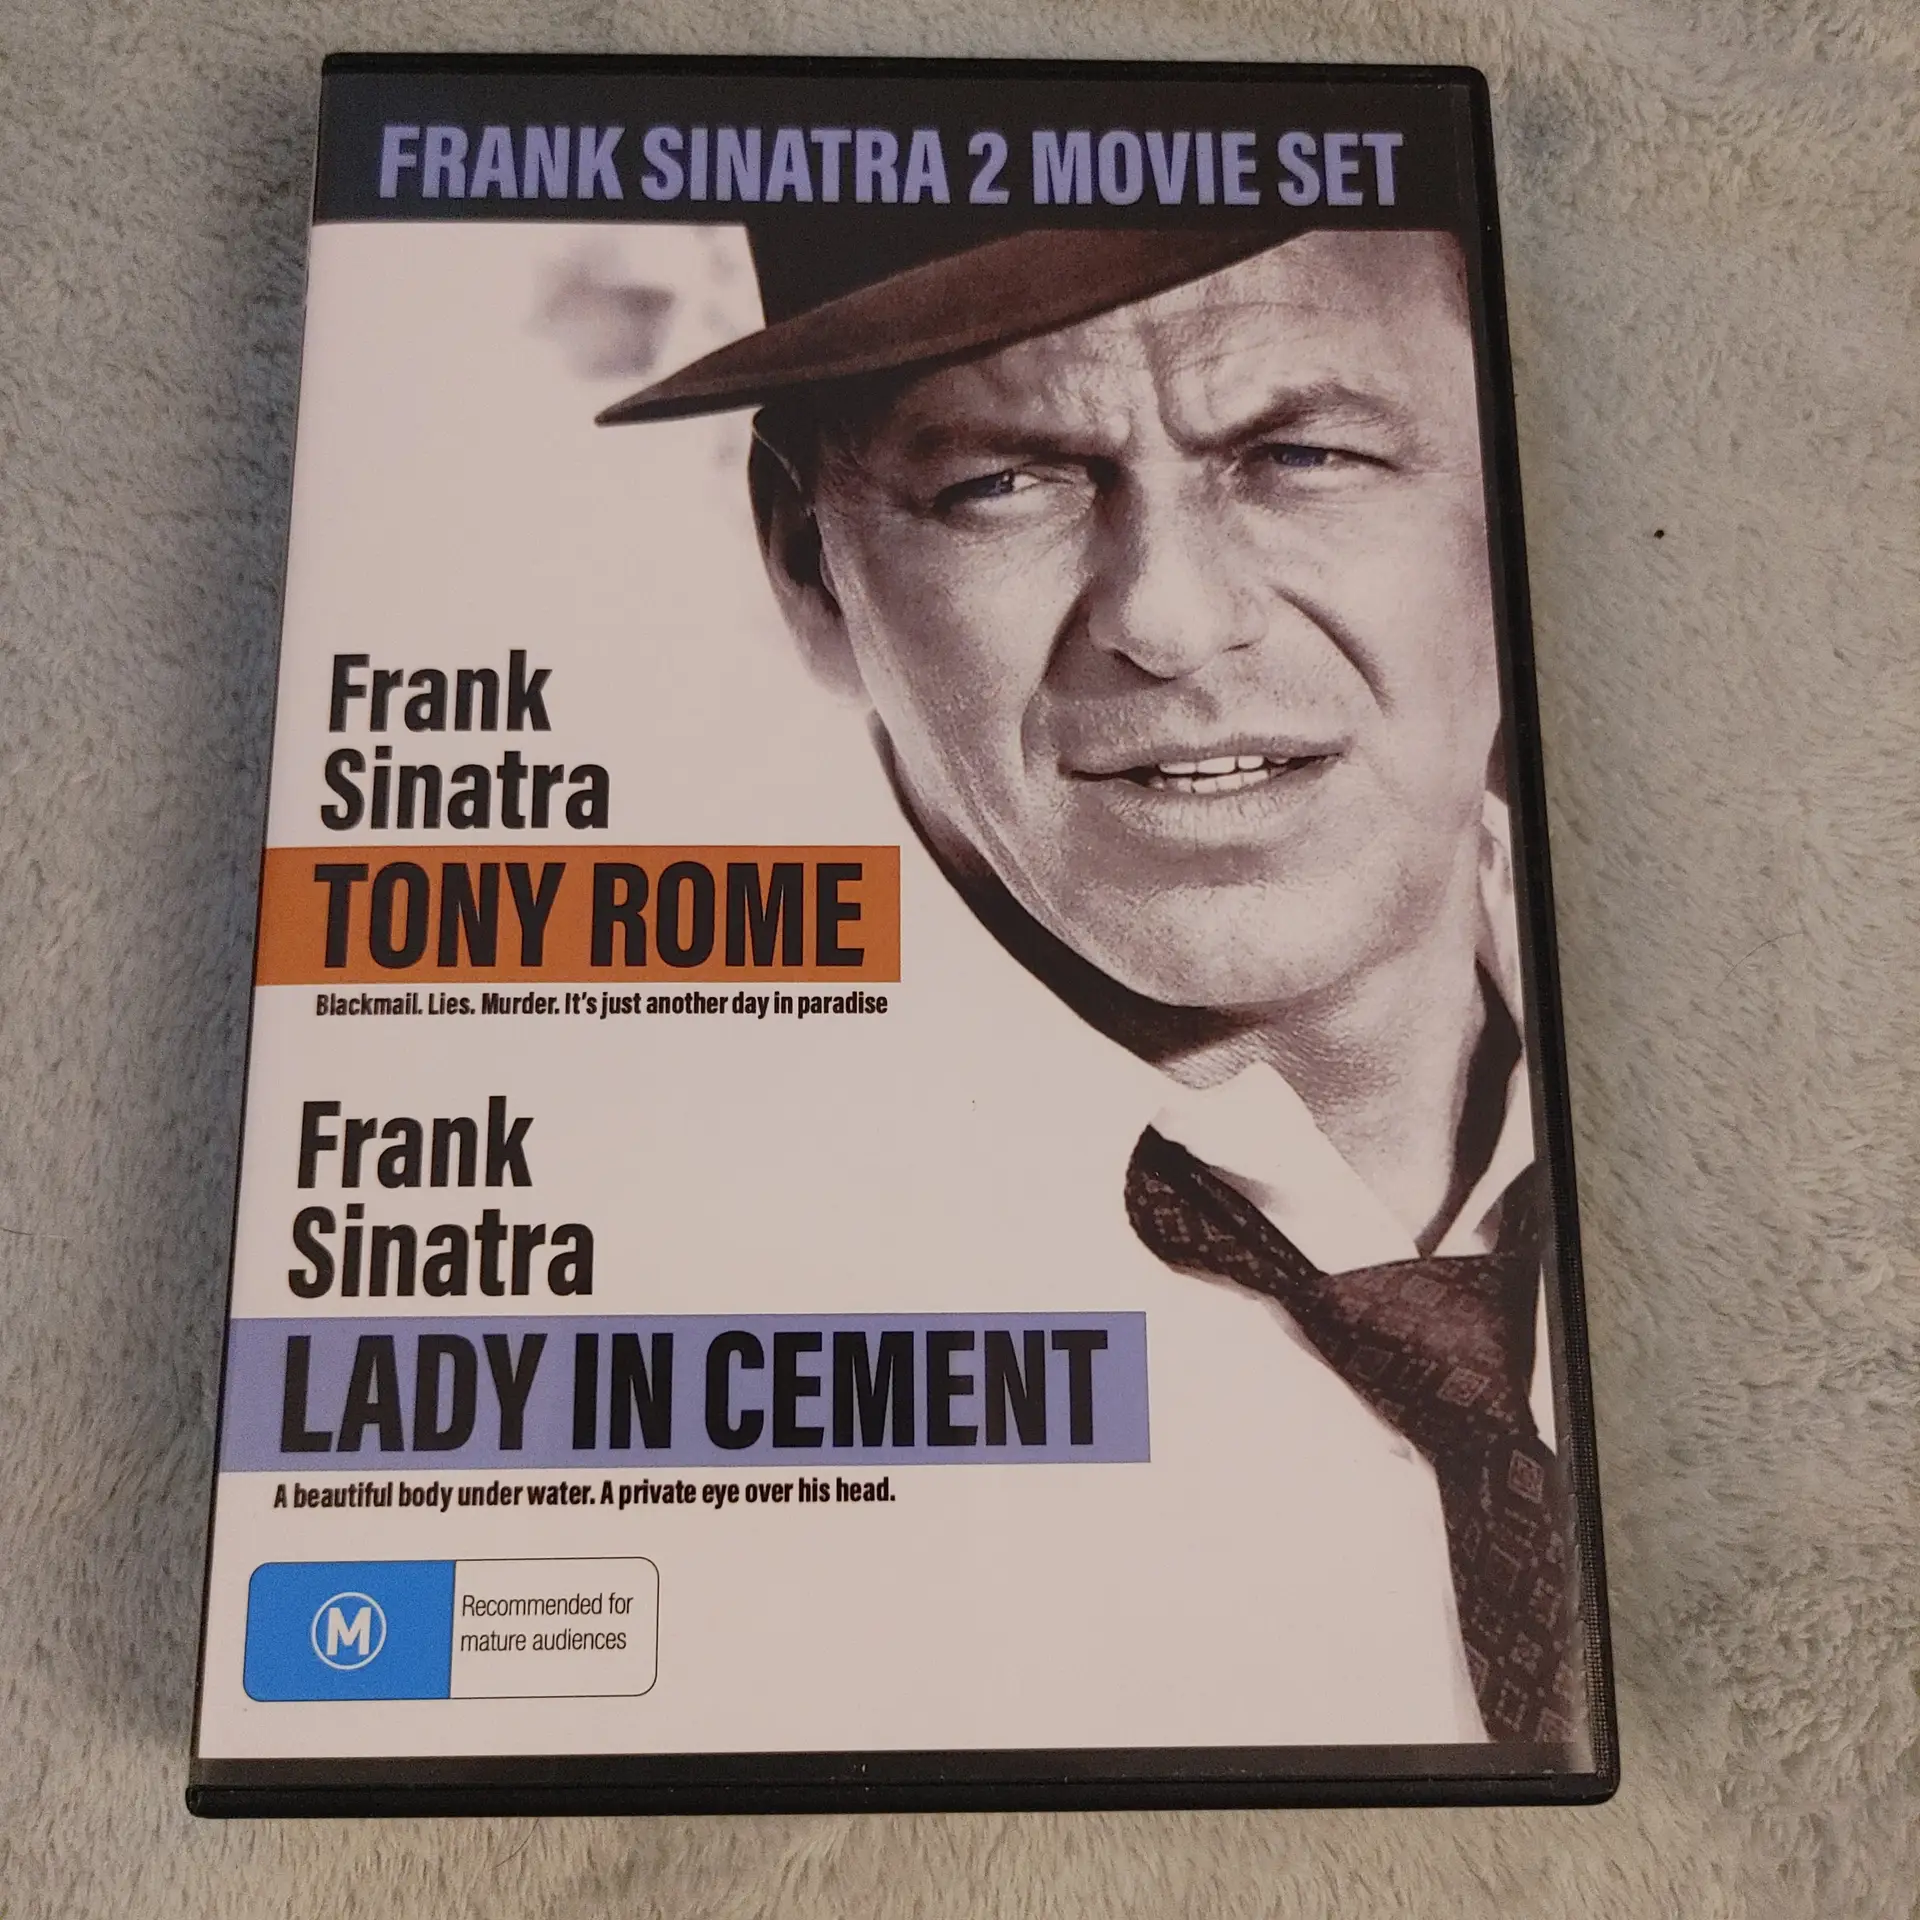 FRANK SINATRA 2 MOVIE SET
Frank
Sinatra
TONY ROME
Blackmail. Lies. Murder. It's just another day in paradise
Frank
Sinatra
LADY IN CEMENT
A beautiful body under water. A private eye over his head.
M
Recommended for
mature audiences